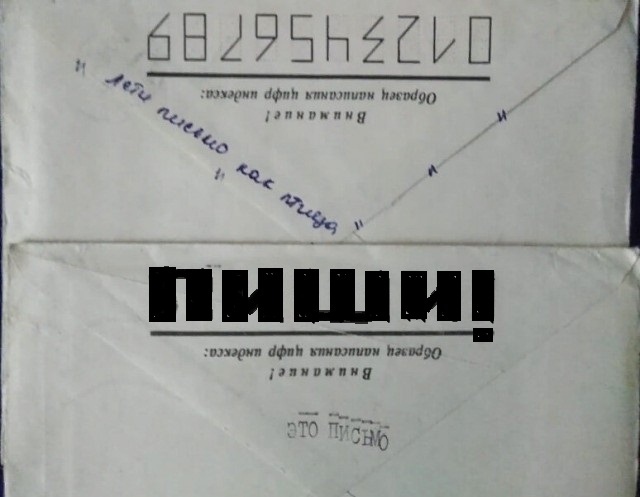 Внимание!
Образец написания цифр индекса:
0123456789
" лети письмо как птица "
ПИШИ!
Внимание!
Образец написания цифр индекса:
ЭТО ПИСЬМО